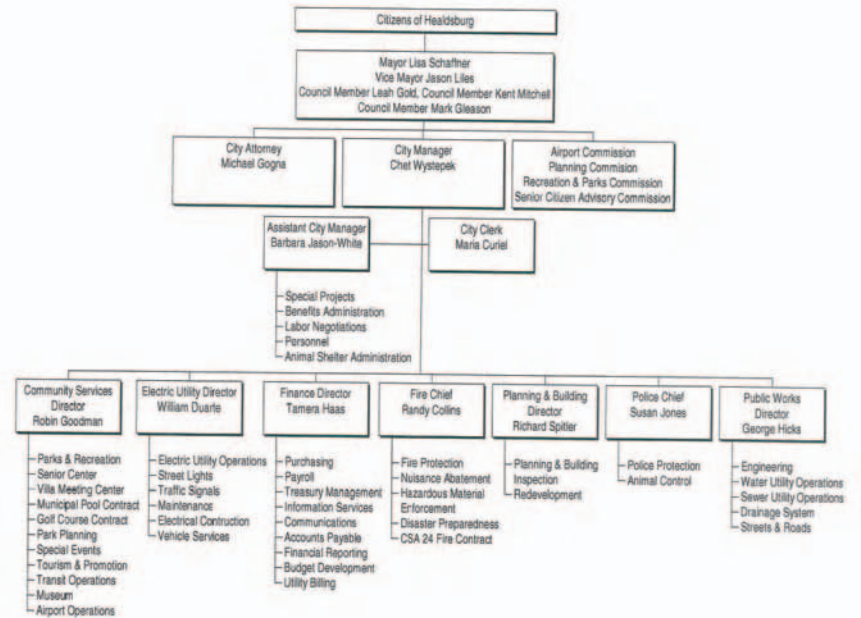 Citizens of Healdsburg
Mayor Lisa Schaffner
Vice Mayor Jason Liles
Council Member Leah Gold, Council Member Kent Mitchell
Council Member Mark Gleason
City Attorney
Michael Gogna
City Manager
Chet Wystepek
Airport Commission
Planning Commision
Recreation & Parks Commission
Senior Citizen Advisory Commission
Assistant City Manager
Barbara Jason-White
City Clerk
Maria Curiel
Special Projects
Benefits Administration
Labor Negotiations
Personnel
Animal Shelter Administration
Community Services
Director
Robin Goodman
Parks & Recreation
Senior Center
Villa Meeting Center
Municipal Pool Contract
Golf Course Contract
Park Planning
Special Events
Tourism & Promotion
Transit Operations
Museum
Airport Operations
Electric Utility Director
William Duarte
Electric Utility Operations
Street Lights
Traffic Signals
Maintenance
Electrical Contruction
Vehicle Services
Finance Director
Tamera Haas
Purchasing
Payroll
Treasury Management
Information Services
Communications
Accounts Payable
Financial Reporting
Budget Development
Utility Billing
Fire Chief
Randy Collins
Fire Protection
Nuisance Abatement
Hazardous Material
Enforcement
Disaster Preparedness
CSA 24 Fire Contract
Planning & Building
Director
Richard Spitler
Planning & Building
Inspection
Redevelopment
Police Chief
Susan Jones
Police Protection
Animal Control
Public Works
Director
George Hicks
Engineering
Water Utility Operations
Sewer Utility Operations
Drainage System
Streets & Roads